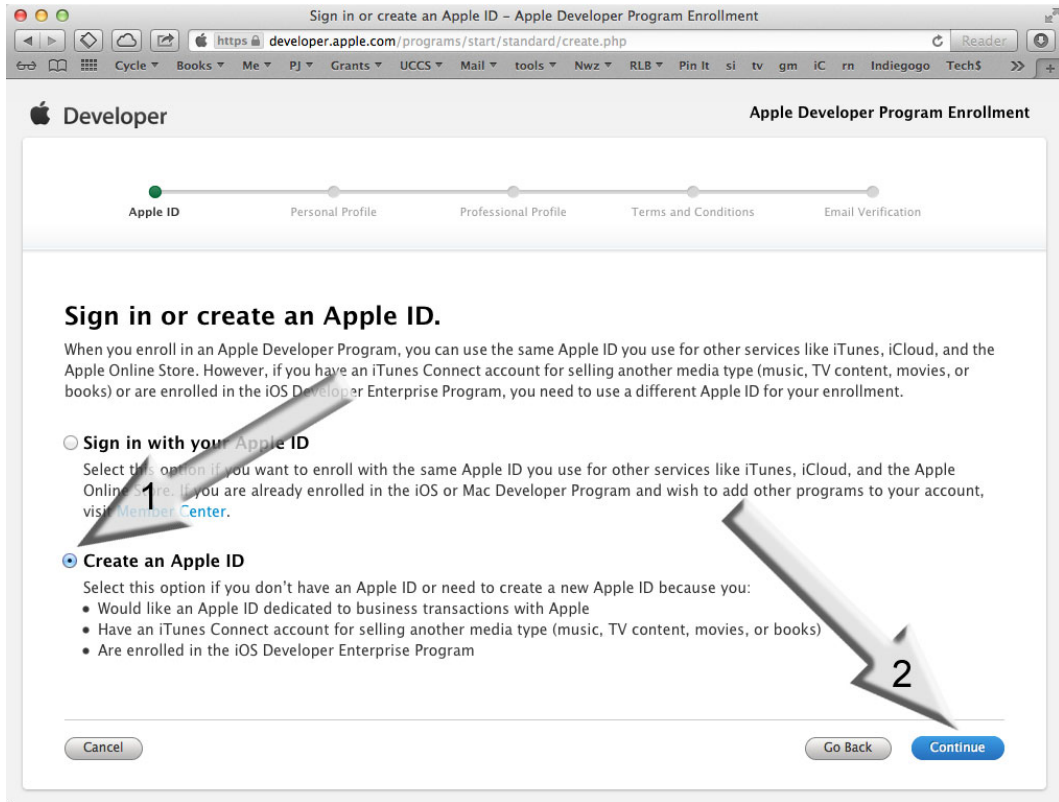 Sign in or create an Apple ID – Apple Developer Program Enrollment
https developer.apple.com/programs/start/standard/create.php Reader
Cycle Books Me PJ Grants UCCS Mail tools Nwz RLB Pin It si tv gm iC rn Indiegogo Tech$ >> +
Developer
Apple Developer Program Enrollment
Apple ID Personal Profile Professional Profile Terms and Conditions Email Verification
Sign in or create an Apple ID.
When you enroll in an Apple Developer Program, you can use the same Apple ID you use for other services like iTunes, iCloud, and the
Apple Online Store. However, if you have an iTunes Connect account for selling another media type (music, TV content, movies, or
books) or are enrolled in the iOS Developer Enterprise Program, you need to use a different Apple ID for your enrollment.
Sign in with your Apple ID
Select this option if you want to enroll with the same Apple ID you use for other services like iTunes, iCloud, and the Apple
Online Store. If you are already enrolled in the iOS or Mac Developer Program and wish to add other programs to your account,
visit Member Center.
1
Create an Apple ID
Select this option if you don't have an Apple ID or need to create a new Apple ID because you:
• Would like an Apple ID dedicated to business transactions with Apple
• Have an iTunes Connect account for selling another media type (music, TV content, movies, or books)
• Are enrolled in the iOS Developer Enterprise Program
2
Cancel Go Back Continue